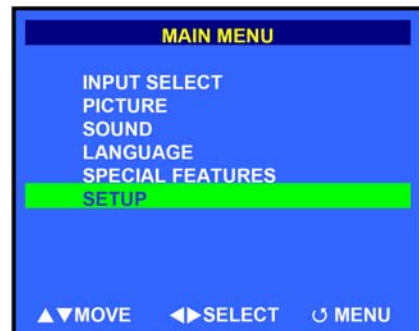 MAIN MENU
INPUT SELECT
PICTURE
SOUND
LANGUAGE
SPECIAL FEATURES
SETUP
▲▼MOVE ◀▶SELECT ↺ MENU